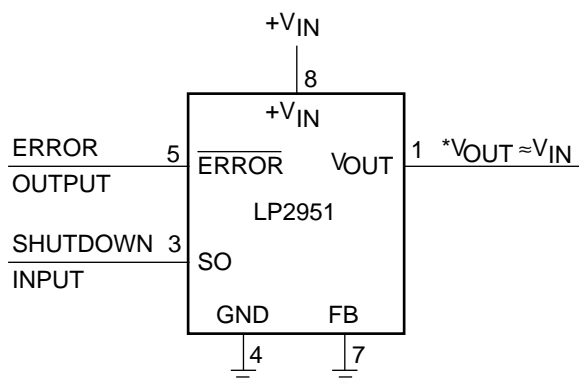 +VIN
8
+VIN
ERROR
OUTPUT
5
ERROR
VOUT
1
*VOUT ≈VIN
LP2951
SHUTDOWN
INPUT
3
SO
GND
FB
4
7